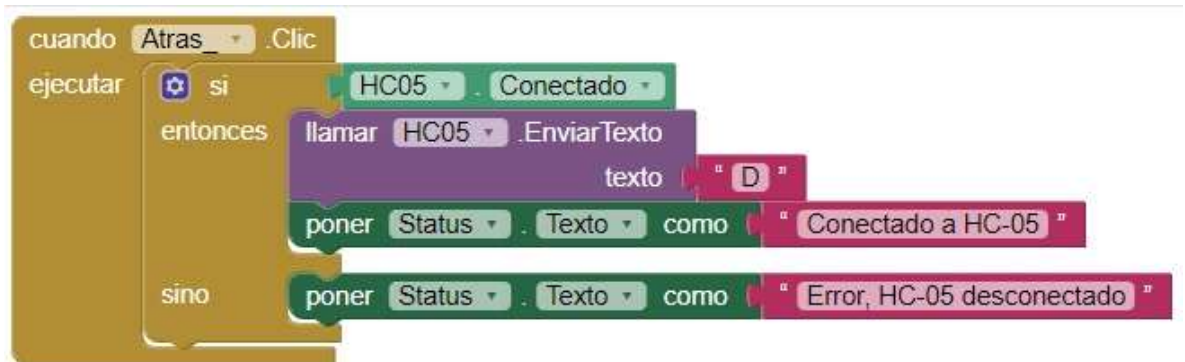 cuando Atras_ .Clic
ejecutar si HC05 . Conectado
entonces llamar HC05 .EnviarTexto
texto " D "
poner Status . Texto como " Conectado a HC-05 "
sino poner Status . Texto como " Error, HC-05 desconectado "